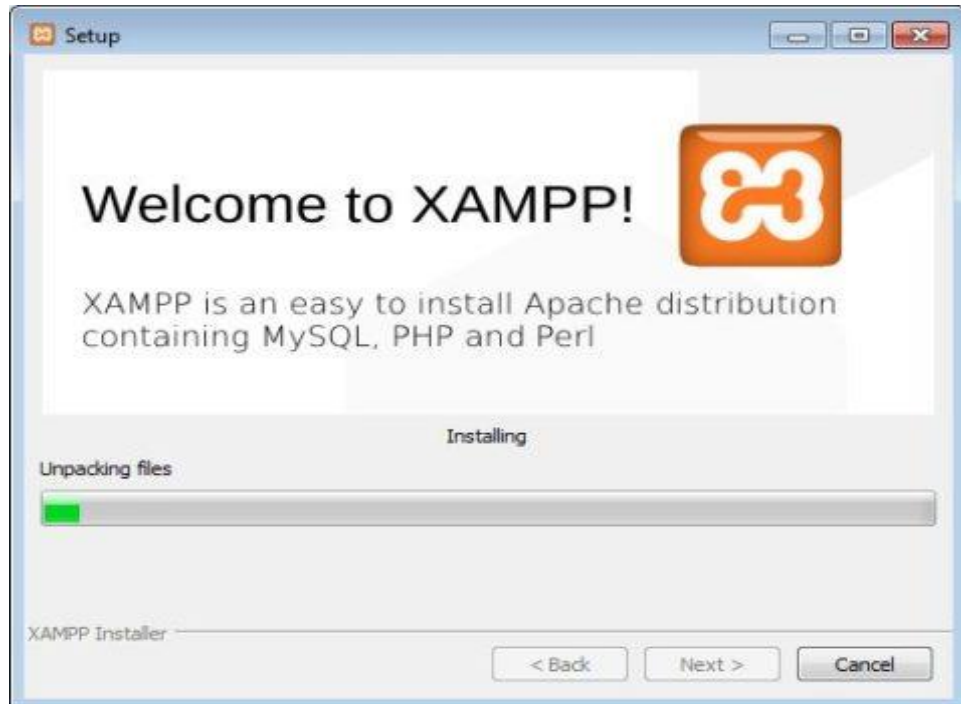 Setup
Welcome to XAMPP!
XAMPP is an easy to install Apache distribution
containing MySQL, PHP and Perl
Installing
Unpacking files
XAMPP Installer
< Back
Next >
Cancel